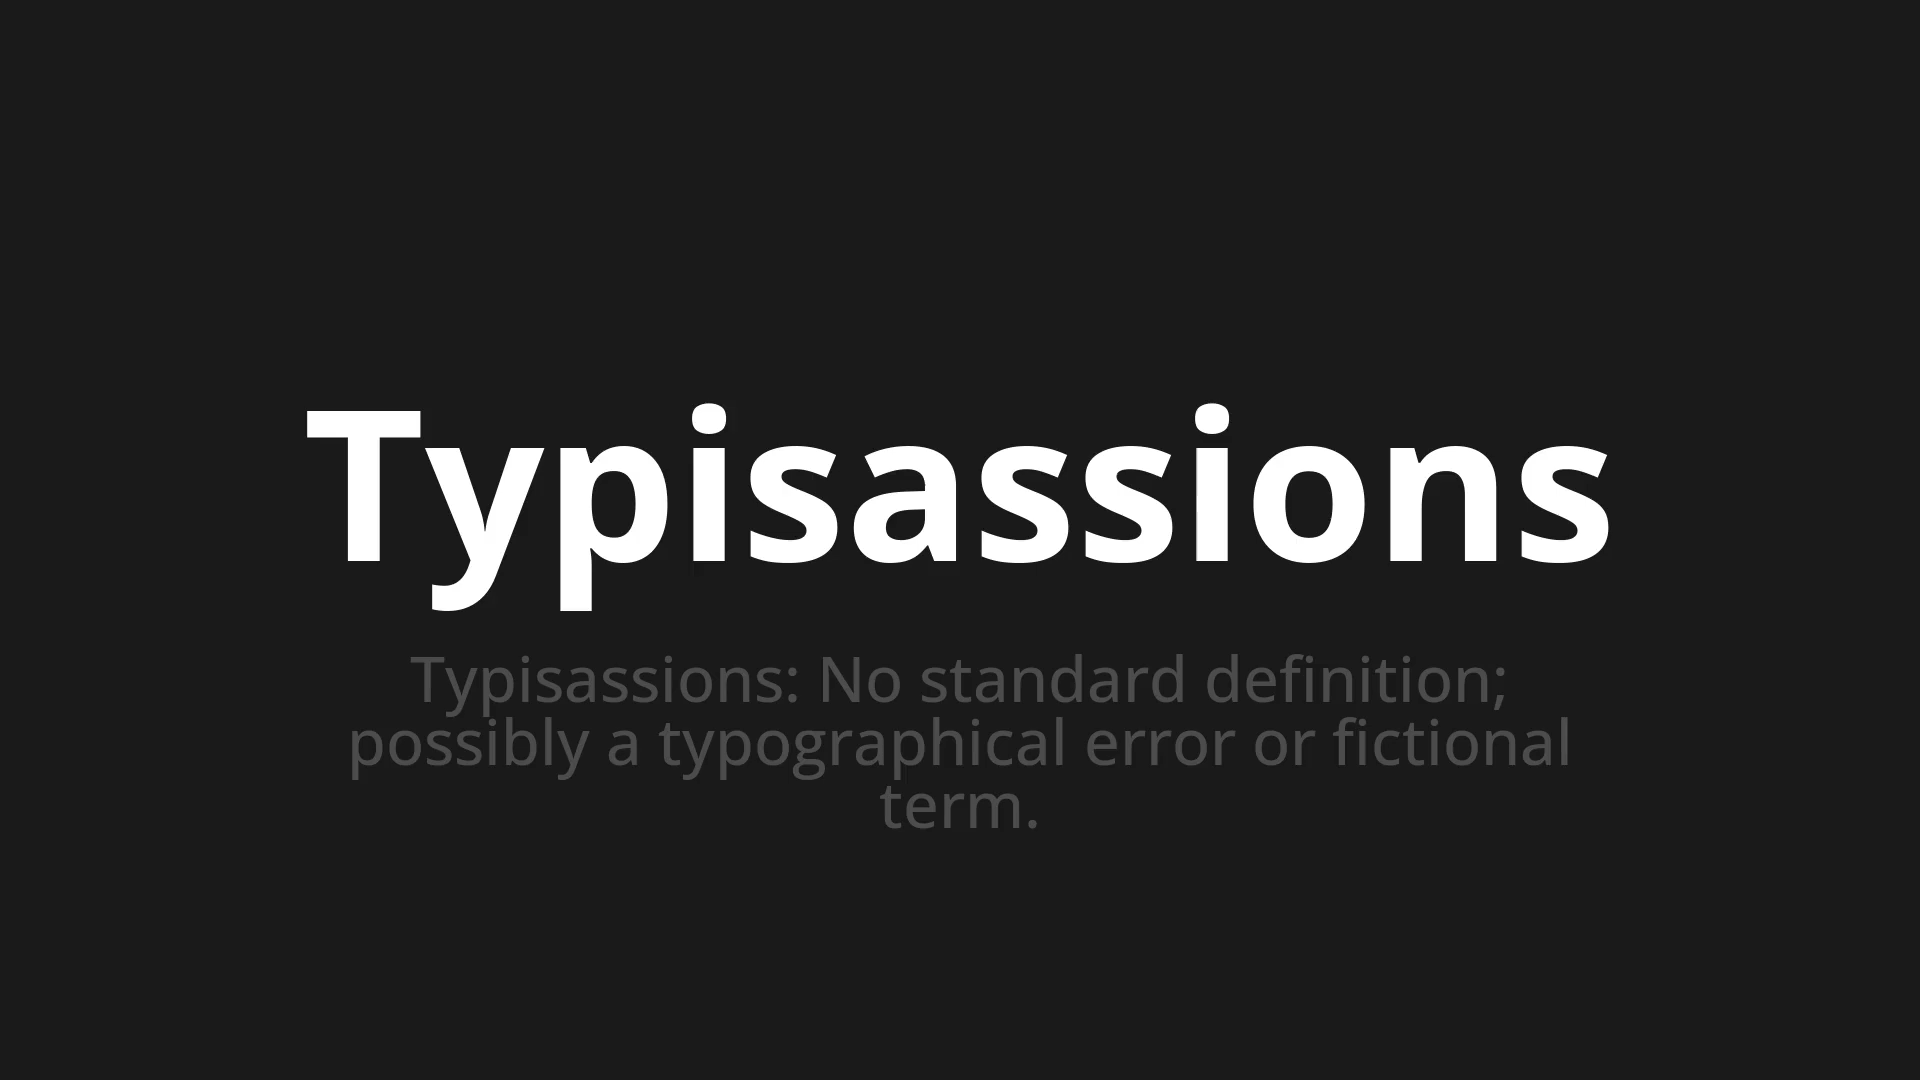 Typisassions
Typisassions: No standard definition;
possibly a typographical error or fictional
term.